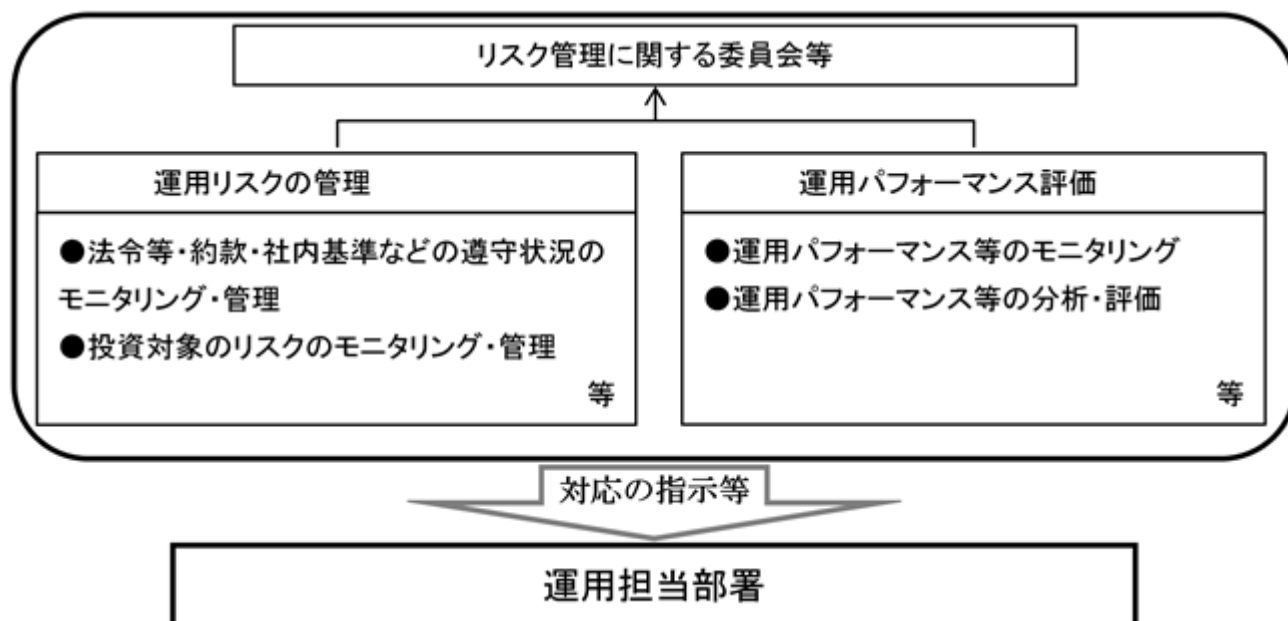 リスク管理に関する委員会等
運用リスクの管理
●法令等・約款・社内基準などの遵守状況の
モニタリング・管理
●投資対象のリスクのモニタリング・管理
等
運用パフォーマンス評価
●運用パフォーマンス等のモニタリング
●運用パフォーマンス等の分析・評価
等
対応の指示等
運用担当部署